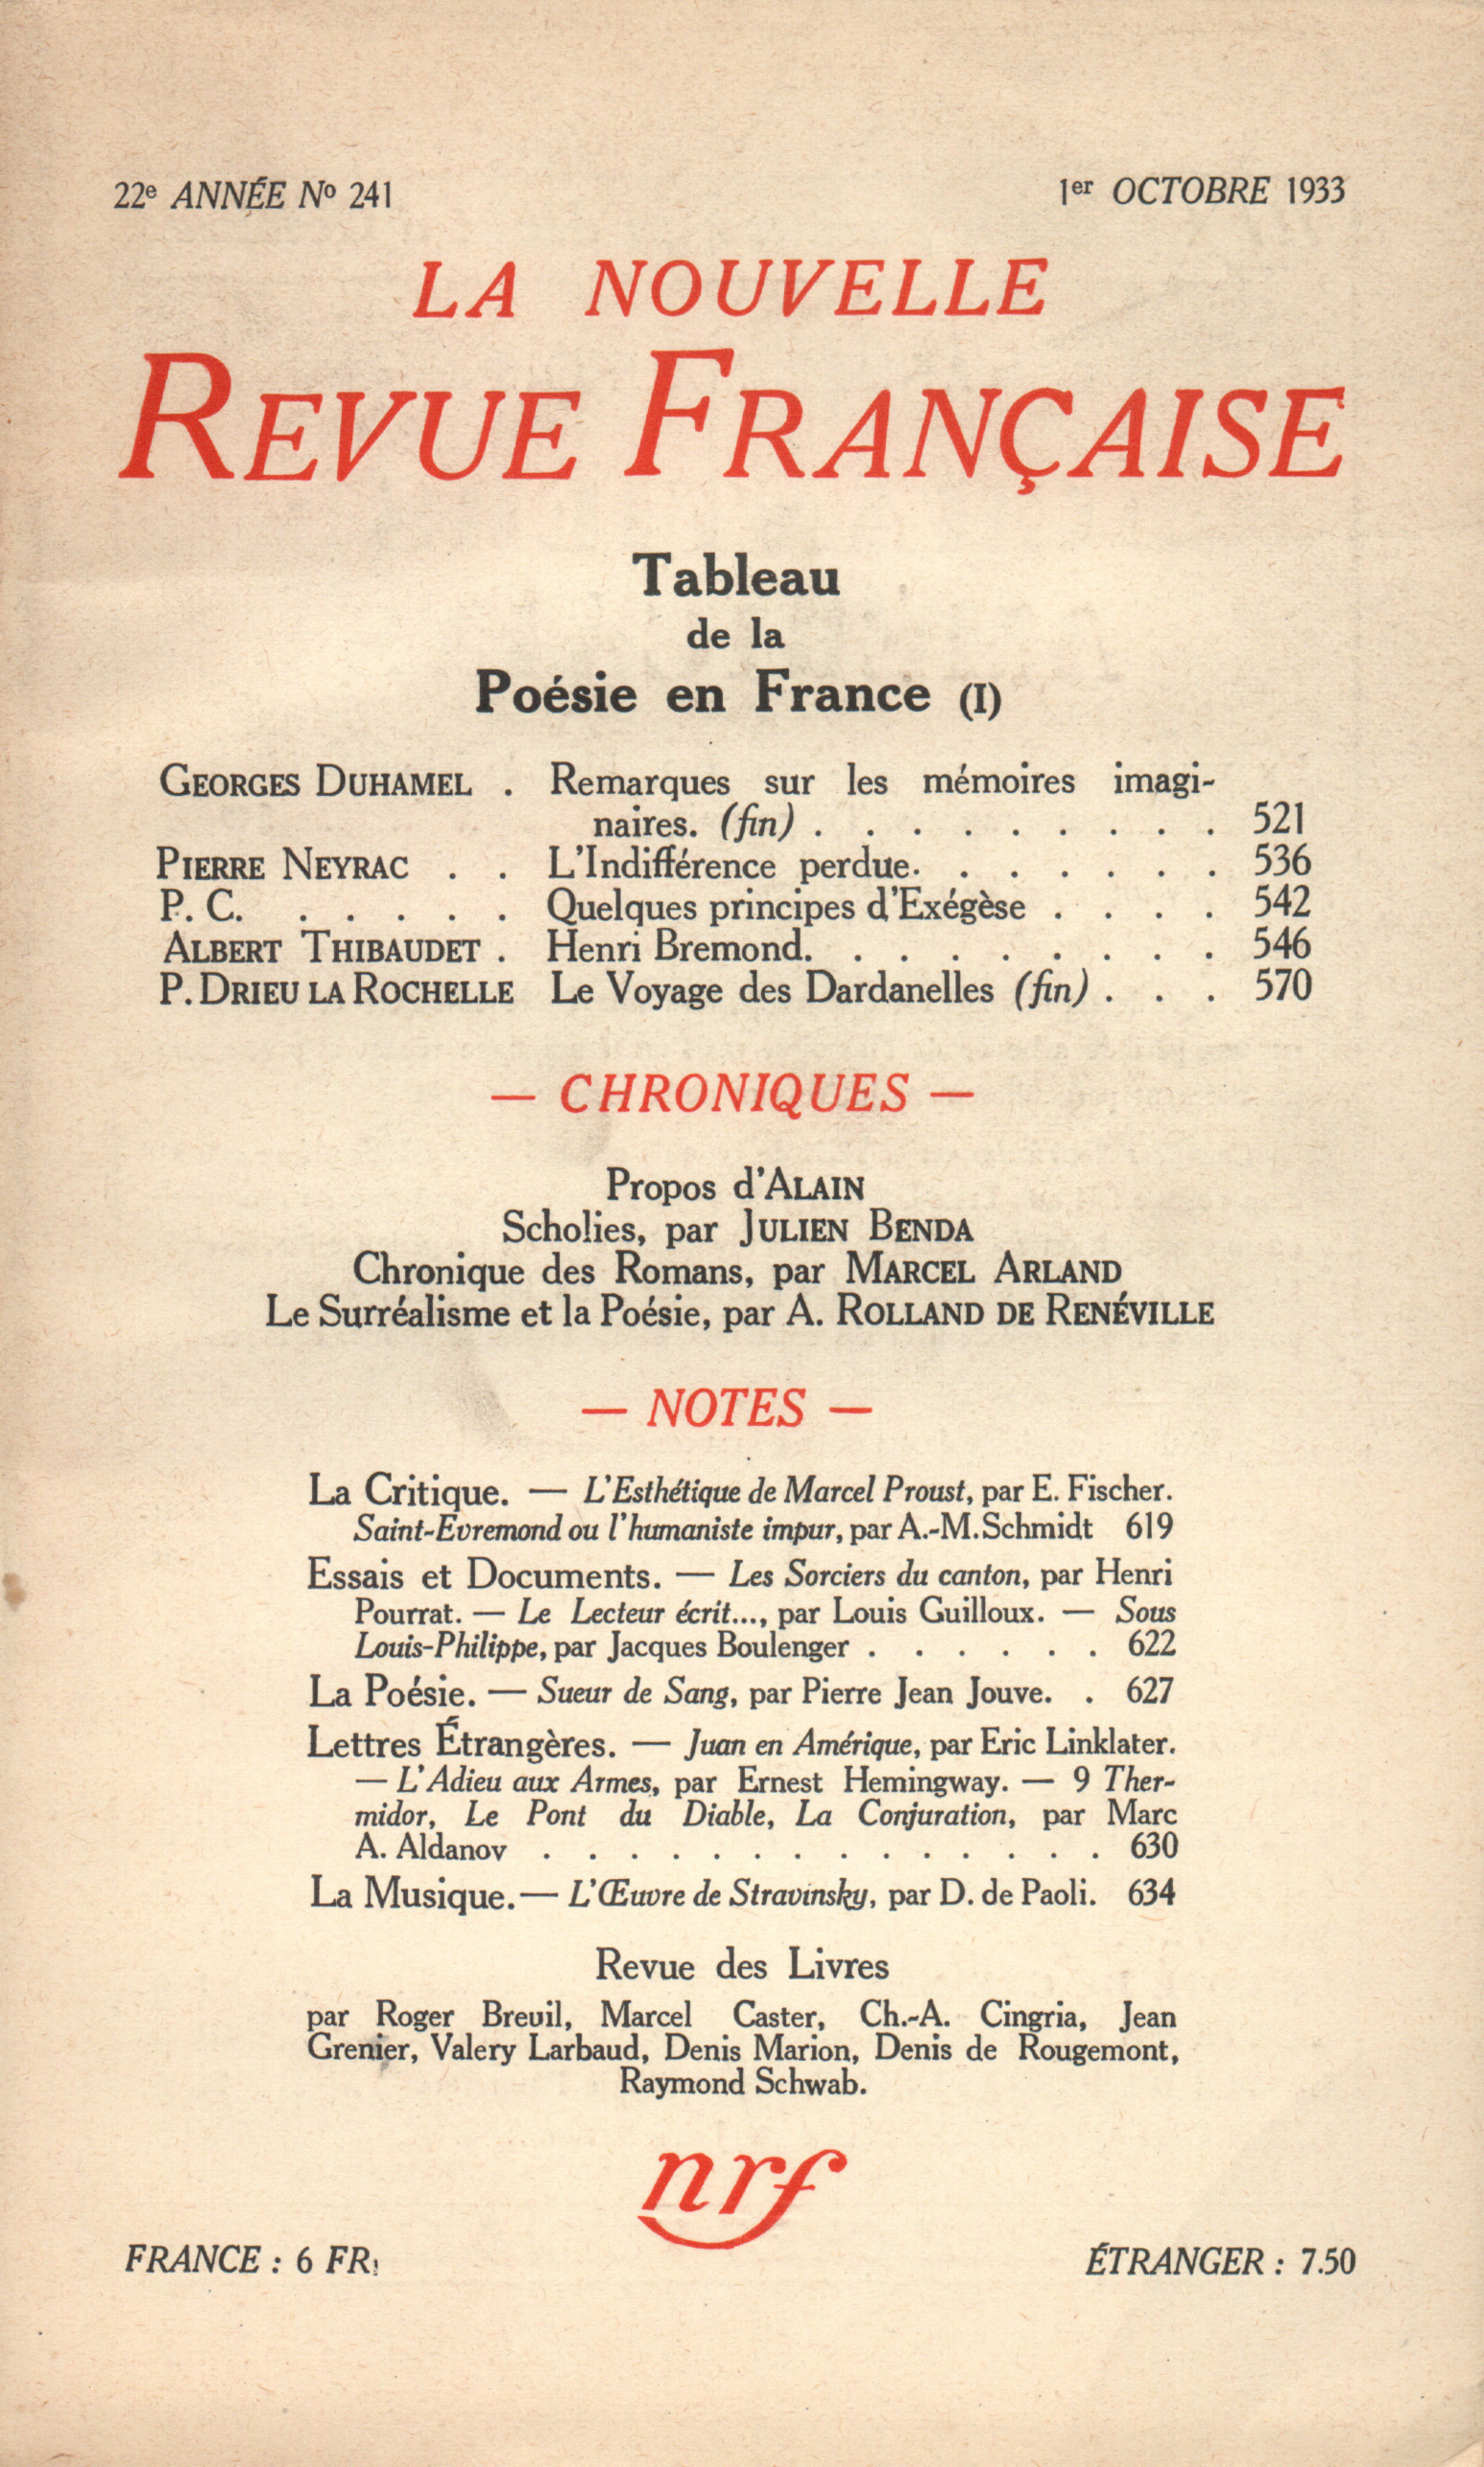 22e ANNÉE No 241
1er OCTOBRE 1933
LA NOUVELLE
REVUE FRANÇAISE
Tableau
de la
Poésie en France (I)
GEORGES DUHAMEL . Remarques sur les mémoires imagi-
naires. (fin) . . . . . . . . . 521
PIERRE NEYRAC . . L'Indifférence perdue. . . . . . . 536
P. C. . . . . . Quelques principes d'Exégèse . . . . 542
ALBERT THIBAUDET . Henri Bremond. . . . . . . . . 546
P. DRIEU LA ROCHELLE Le Voyage des Dardanelles (fin) . . . 570
— CHRONIQUES —
Propos d'ALAIN
Scholies, par JULIEN BENDA
Chronique des Romans, par MARCEL ARLAND
Le Surréalisme et la Poésie, par A. ROLLAND DE RENÉVILLE
— NOTES —
La Critique. — L'Esthétique de Marcel Proust, par E. Fischer.
Saint-Evremond ou l'humaniste impur, par A.-M. Schmidt 619
Essais et Documents. — Les Sorciers du canton, par Henri
Pourrat. — Le Lecteur écrit..., par Louis Guilloux. — Sous
Louis-Philippe, par Jacques Boulenger . . . . . . 622
La Poésie. — Sueur de Sang, par Pierre Jean Jouve. . 627
Lettres Étrangères. — Juan en Amérique, par Eric Linklater.
— L'Adieu aux Armes, par Ernest Hemingway. — 9 Ther-
midor, Le Pont du Diable, La Conjuration, par Marc
A. Aldanov . . . . . . . . . . . . . . 630
La Musique. — L'Œuvre de Stravinsky, par D. de Paoli. 634
Revue des Livres
par Roger Breuil, Marcel Caster, Ch.-A. Cingria, Jean
Grenier, Valery Larbaud, Denis Marion, Denis de Rougemont,
Raymond Schwab.
nrf
FRANCE : 6 FR.
ÉTRANGER : 7.50